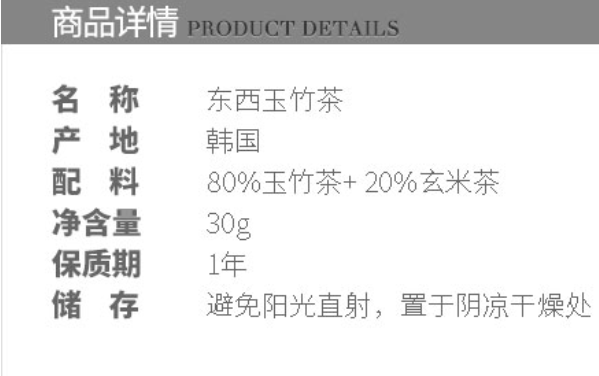 商品详情 PRODUCT DETAILS
名 称 东西玉竹茶
产 地 韩国
配 料 80%玉竹茶+ 20%玄米茶
净含量 30g
保质期 1年
储 存 避免阳光直射，置于阴凉干燥处